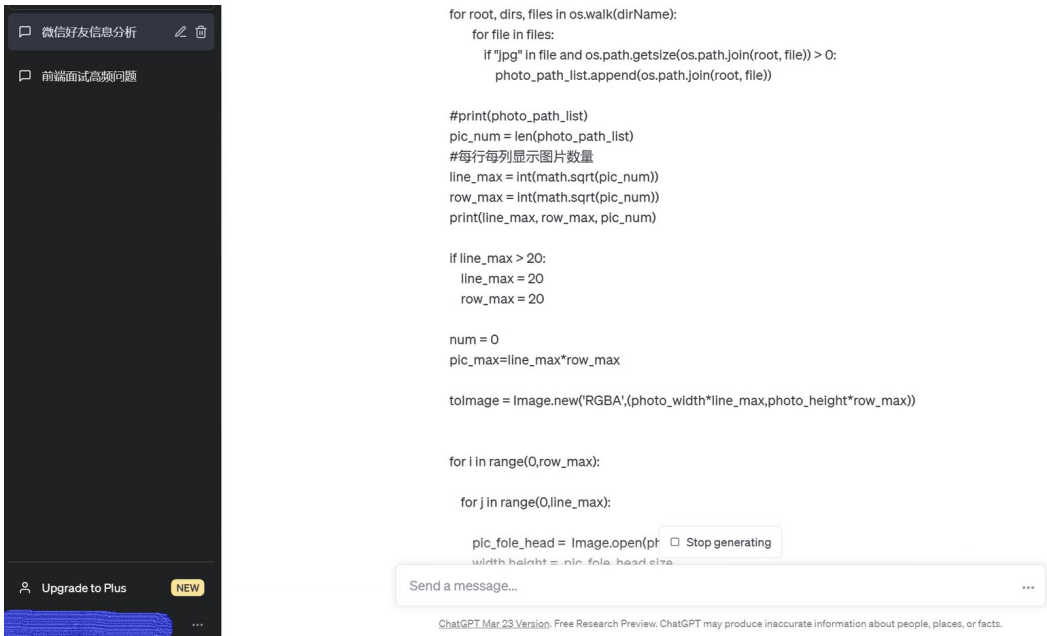 微信好友信息分析
前端面试高频问题
Upgrade to Plus
NEW
for root, dirs, files in os.walk(dirName):
for file in files:
if "jpg" in file and os.path.getsize(os.path.join(root, file)) > 0:
photo_path_list.append(os.path.join(root, file))
#print(photo_path_list)
pic_num = len(photo_path_list)
#每行每列显示图片数量
line_max = int(math.sqrt(pic_num))
row_max = int(math.sqrt(pic_num))
print(line_max, row_max, pic_num)
if line_max > 20:
line_max = 20
row_max = 20
num = 0
pic_max=line_max*row_max
toImage = Image.new('RGBA',(photo_width*line_max,photo_height*row_max))
for i in range(0,row_max):
for j in range(0,line_max):
pic_fole_head = Image.open(ph
Stop generating
width,height = pic_fole_head.size
Send a message...
ChatGPT Mar 23 Version. Free Research Preview. ChatGPT may produce inaccurate information about people, places, or facts.